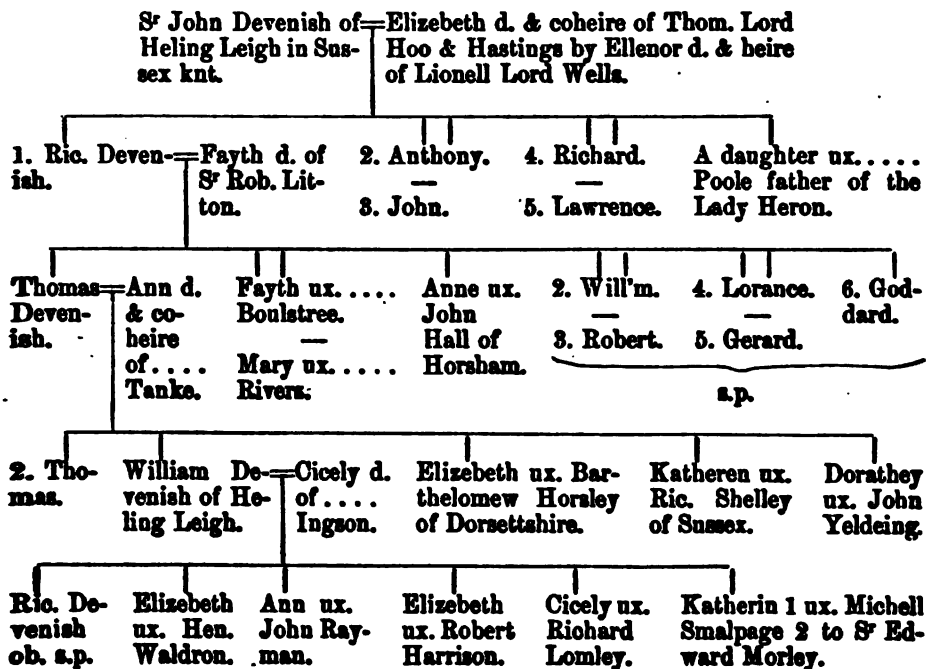 Sʳ John Devenish of
Heling Leigh in Sus-
sex knt.
Elizebeth d. & coheire of Thom. Lord
Hoo & Hastings by Ellenor d. & heire
of Lionell Lord Wells.
1. Ric. Deven-
ish.
Fayth d. of
Sʳ Rob. Lit-
ton.
2. Anthony.
—
3. John.
4. Richard.
—
5. Lawrence.
A daughter ux.....
Poole father of the
Lady Heron.
Thomas
Deven-
ish.
Ann d.
& co-
heire
of....
Tanke.
Fayth ux.....
Boulstree.
—
Mary ux.....
Rivers.
Anne ux.
John
Hall of
Horsham.
2. Will'm.
—
3. Robert.
4. Lorance.
—
5. Gerard.
6. God-
dard.
s.p.
2. Tho-
mas.
William De-
venish of He-
ling Leigh.
Cicely d.
of....
Ingson.
Elizebeth ux. Bar-
thelomew Horsley
of Dorsettshire.
Katheren ux.
Ric. Shelley
of Sussex.
Dorathey
ux. John
Yeldeing.
Ric. De-
venish
ob. s.p.
Elizebeth
ux. Hen.
Waldron.
Ann ux.
John Ray-
man.
Elizebeth
ux. Robert
Harrison.
Cicely ux.
Richard
Lomley.
Katherin 1 ux. Michell
Smalpage 2 to Sʳ Ed-
ward Morley.